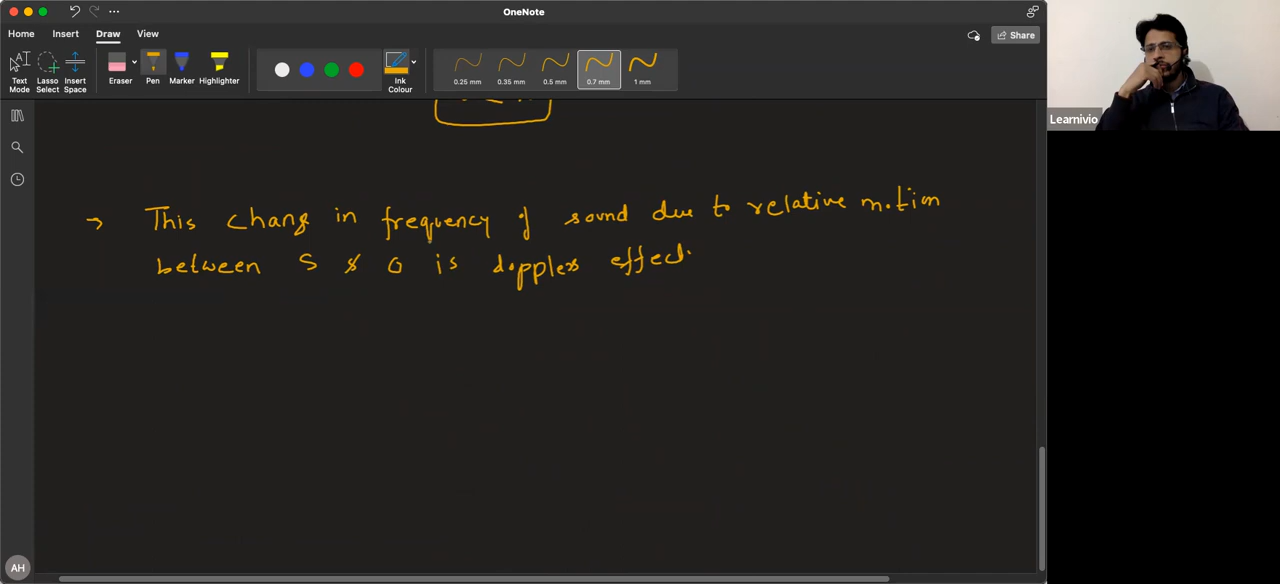 OneNote
Home Insert Draw View
Share
Text Mode
Lasso Select
Insert Space
Eraser
Pen
Marker
Highlighter
Ink Colour
0.25 mm
0.35 mm
0.5 mm
0.7 mm
1 mm
Learnivio
→ This change in frequency of sound due to relative motion
between S & O is doppler effect.
AH